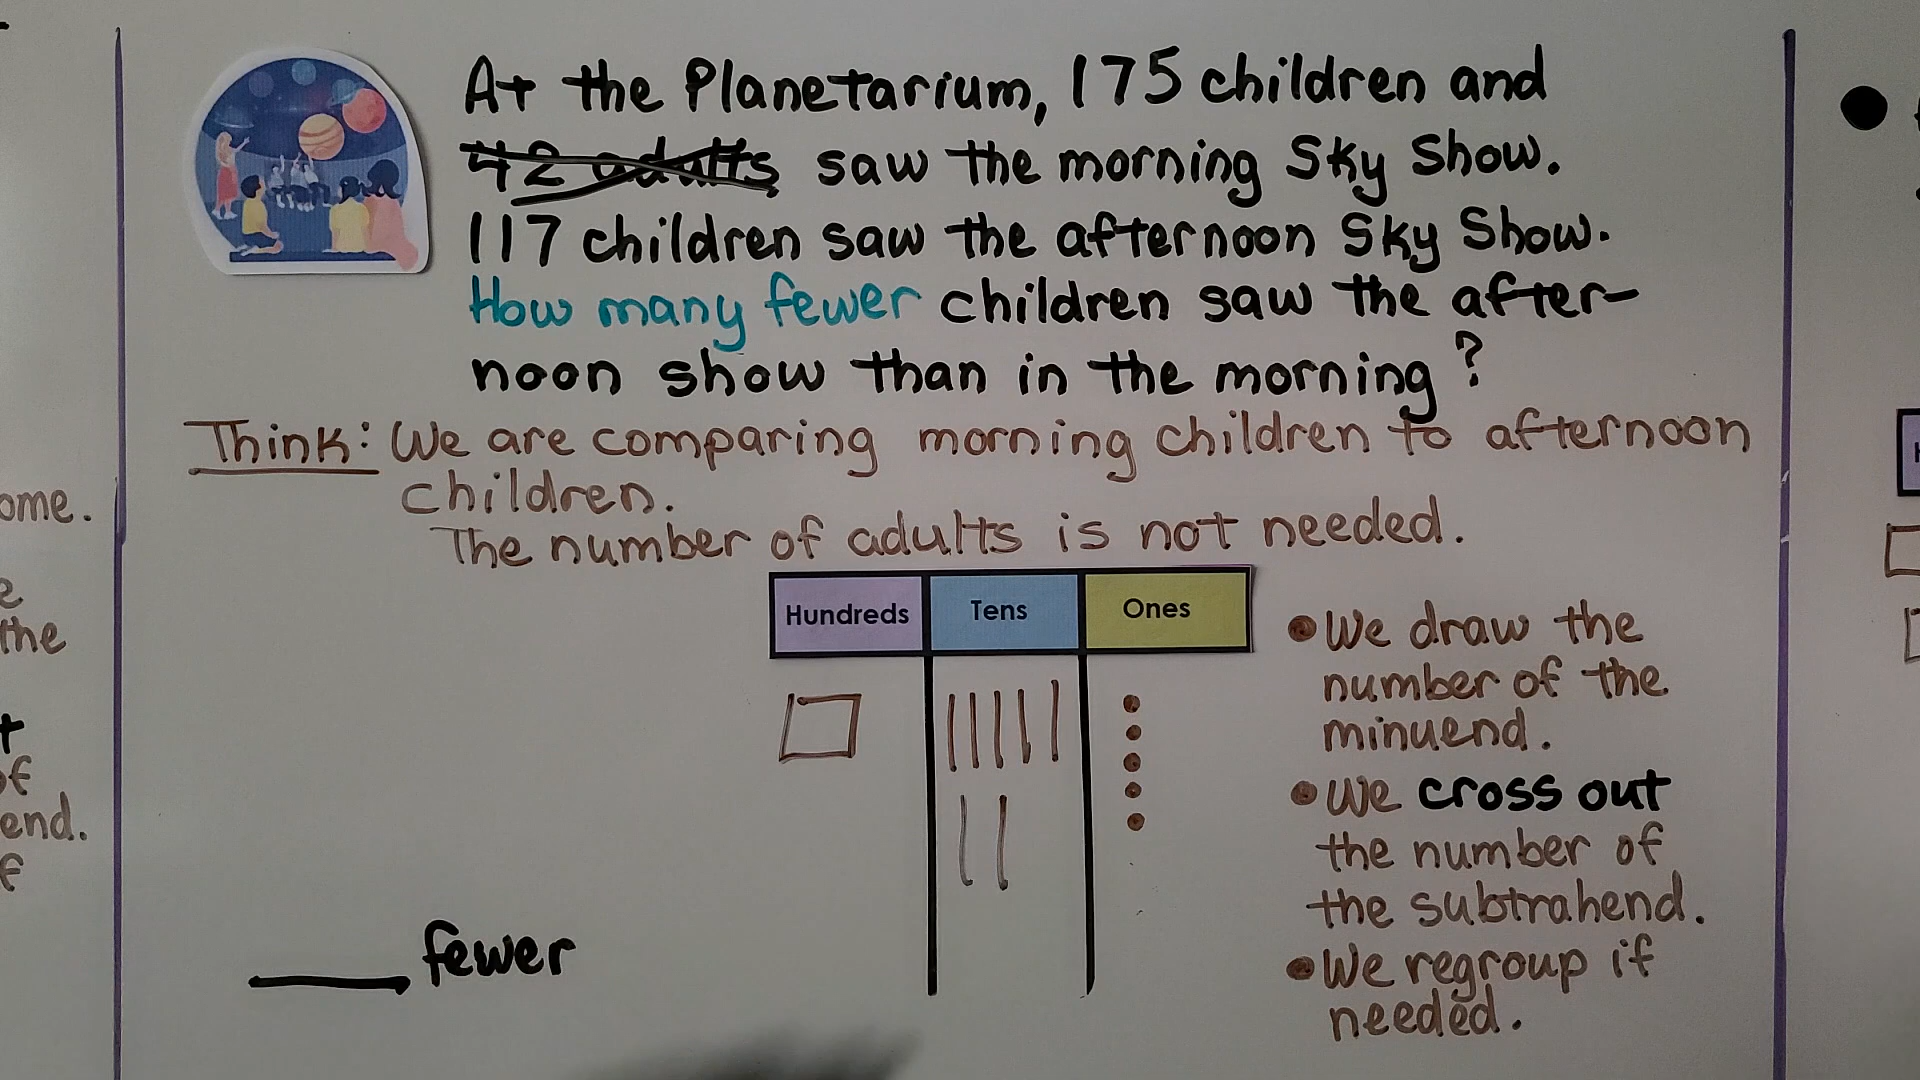 At the Planetarium, 175 children and
42 adults saw the morning Sky Show.
117 children saw the afternoon Sky Show.
How many fewer children saw the after-
noon show than in the morning?
Think: We are comparing morning children to afternoon
children.
The number of adults is not needed.
Hundreds Tens Ones
• We draw the
number of the
minuend.
• We cross out
the number of
the subtrahend.
• We regroup if
needed.
____ fewer
ome.
the
end.